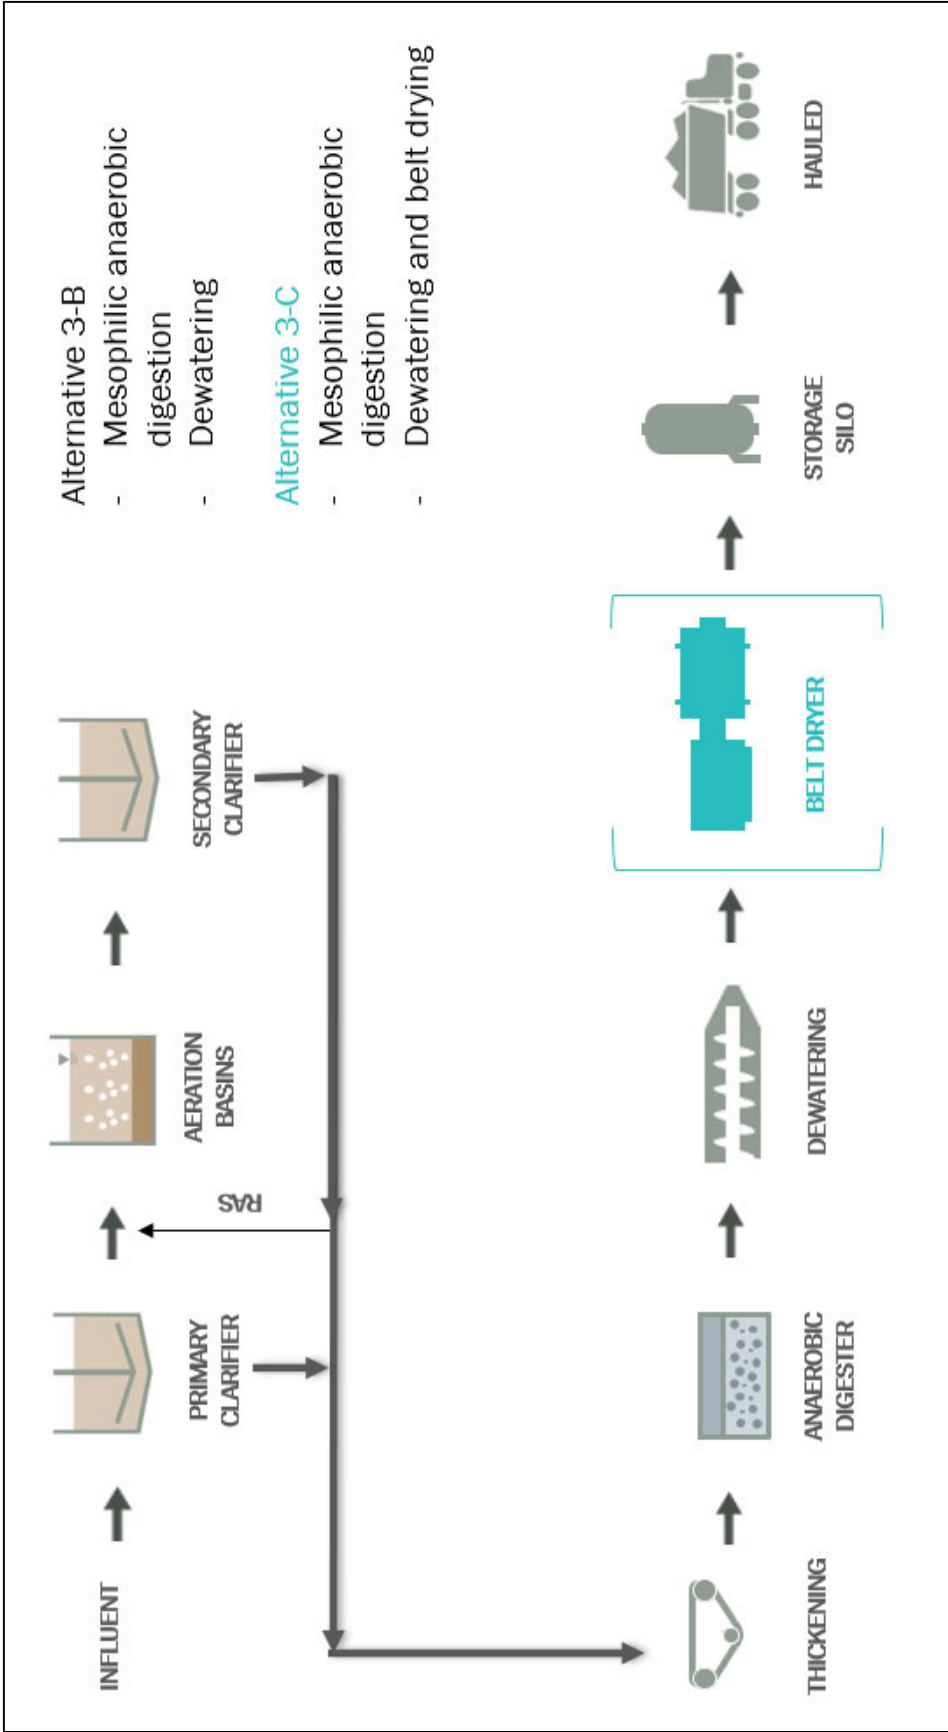 Alternative 3-B
- Mesophilic anaerobic
digestion
- Dewatering
Alternative 3-C
- Mesophilic anaerobic
digestion
- Dewatering and belt drying
INFLUENT
PRIMARY
CLARIFIER
AERATION
BASINS
SECONDARY
CLARIFIER
RAS
THICKENING
ANAEROBIC
DIGESTER
DEWATERING
BELT DRYER
STORAGE
SILO
HAULED